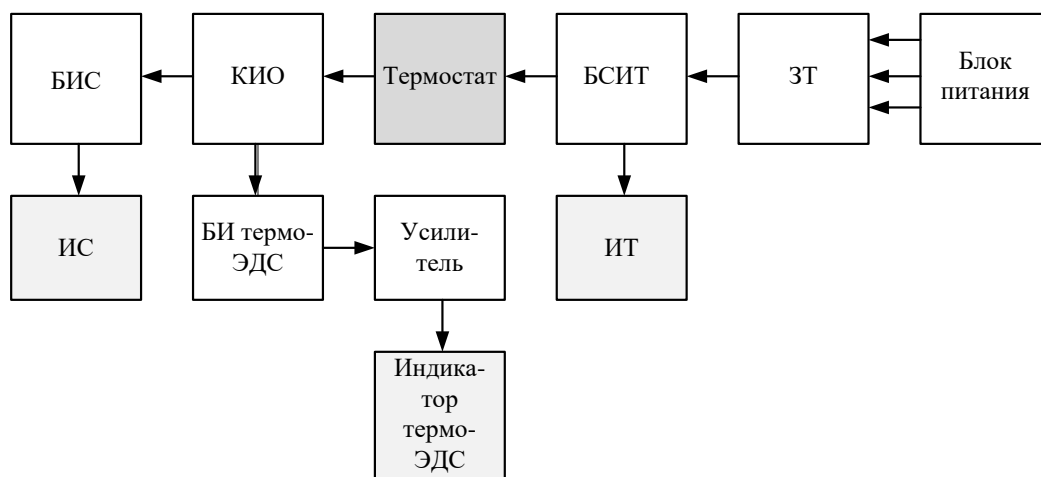 БИС
КИО
Термостат
БСИТ
ЗТ
Блок
питания
ИС
БИ термо-
ЭДС
Усили-
тель
ИТ
Индика-
тор
термо-
ЭДС